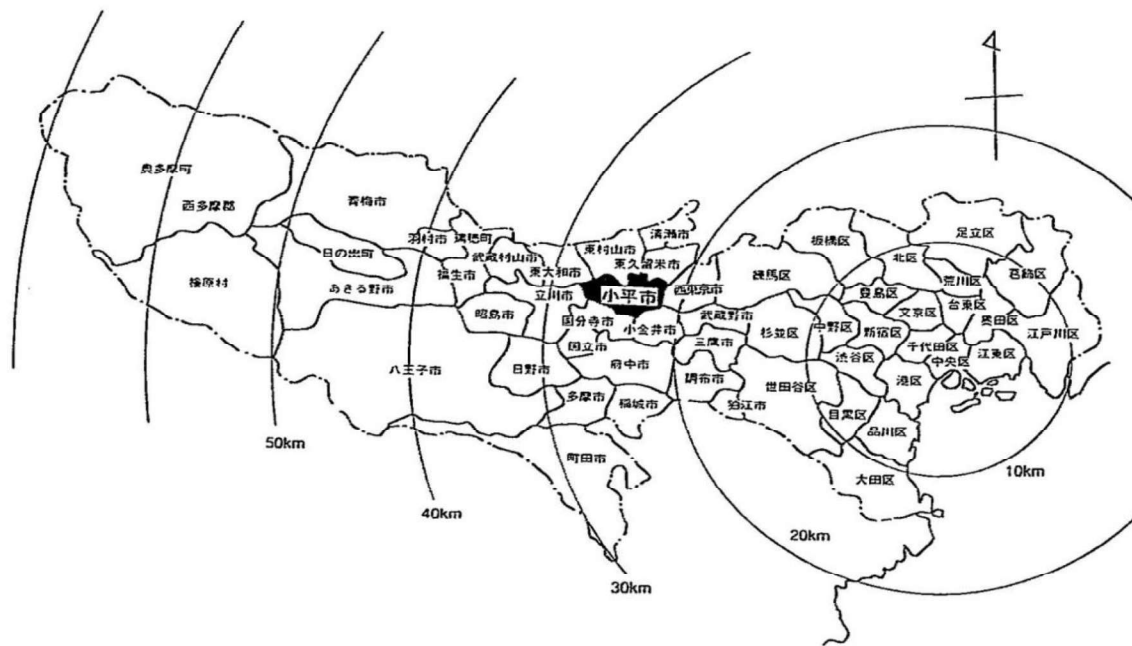 奥多摩町
西多摩郡
檜原村
青梅市
日の出町
あきる野市
八王子市
羽村市
瑞穂町
福生市
武蔵村山市
昭島市
日野市
東大和市
立川市
国分寺市
国立市
府中市
多摩市
稲城市
町田市
東村山市
清瀬市
東久留米市
小平市
小金井市
西東京市
武蔵野市
三鷹市
調布市
狛江市
練馬区
杉並区
世田谷区
板橋区
北区
豊島区
中野区
新宿区
渋谷区
目黒区
品川区
大田区
港区
文京区
千代田区
中央区
台東区
荒川区
足立区
葛飾区
墨田区
江東区
江戸川区
10km
20km
30km
40km
50km